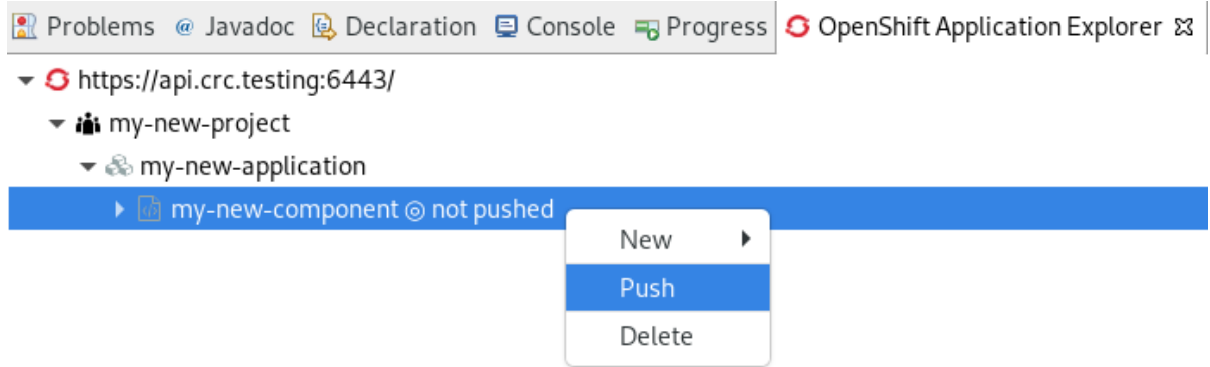 Problems @ Javadoc Declaration Console Progress OpenShift Application Explorer
https://api.crc.testing:6443/
my-new-project
my-new-application
my-new-component ◎ not pushed
New
Push
Delete